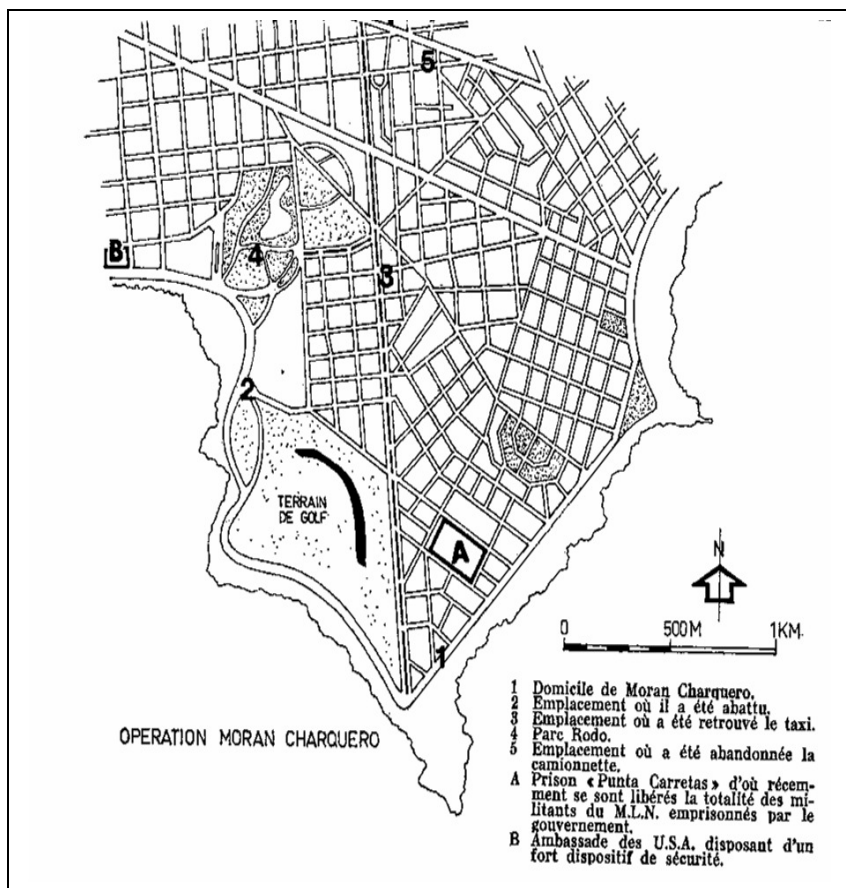 5
B
4
3
2
TERRAIN
DE GOLF
A
N
0 500M 1KM.
1
OPERATION MORAN CHARQUERO
1 Domicile de Moran Charquero.
2 Emplacement où il a été abattu.
3 Emplacement où a été retrouvé le taxi.
4 Parc Rodo.
5 Emplacement où a été abandonnée la
camionnette.
A Prison « Punta Carretas » d'où récem-
ment se sont libérés la totalité des mi-
litants du M.L.N. emprisonnés par le
gouvernement.
B Ambassade des U.S.A. disposant d'un
fort dispositif de sécurité.